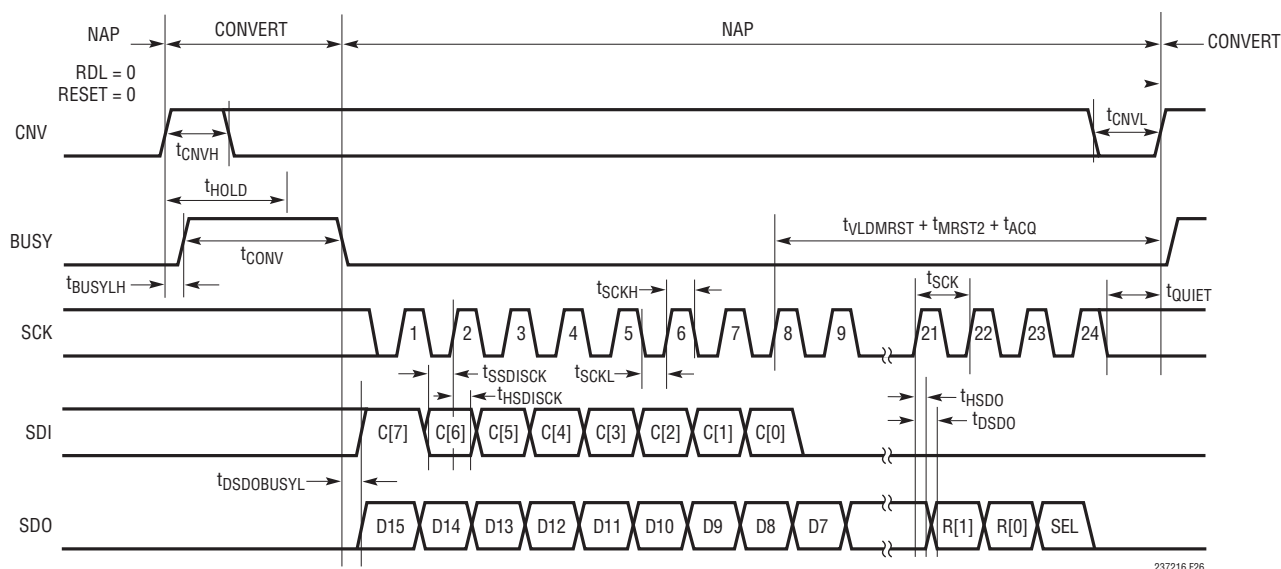 NAP CONVERT NAP CONVERT
RDL = 0
RESET = 0
CNV
tCNVH tCNVL
tHOLD
BUSY
tCONV
tVLDMRST + tMRST2 + tACQ
tBUSYLH
tSCKH tSCK tQUIET
SCK 1 2 3 4 5 6 7 8 9 21 22 23 24
tSSDISCK tSCKL
tHSDISCK tHSDO
tDSDO
SDI C[7] C[6] C[5] C[4] C[3] C[2] C[1] C[0]
tDSDOBUSYL
SDO D15 D14 D13 D12 D11 D10 D9 D8 D7 R[1] R[0] SEL
237216 F26